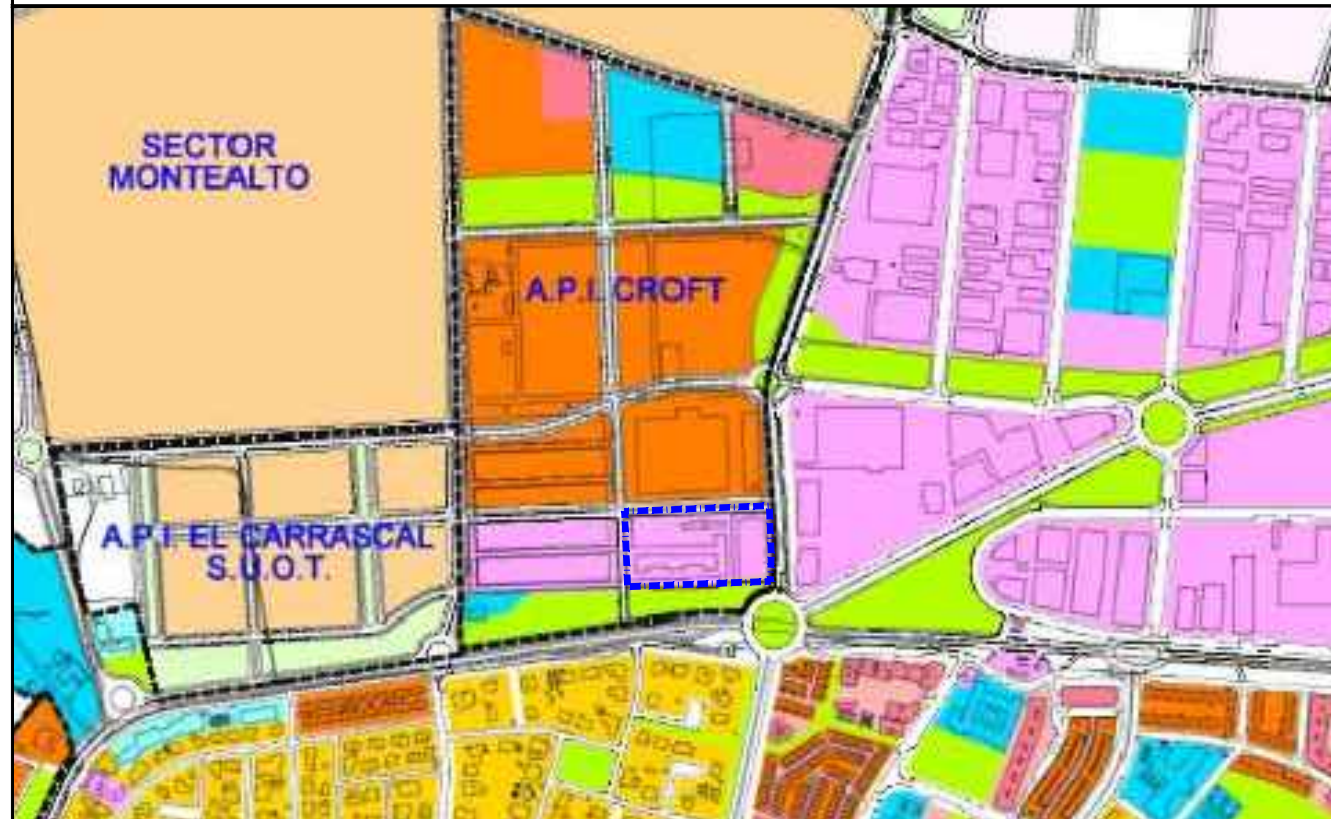 SECTOR
MONTEALTO
A.P.I. CROFT
A.P.I. EL CARRASCAL
S.U.O.T.